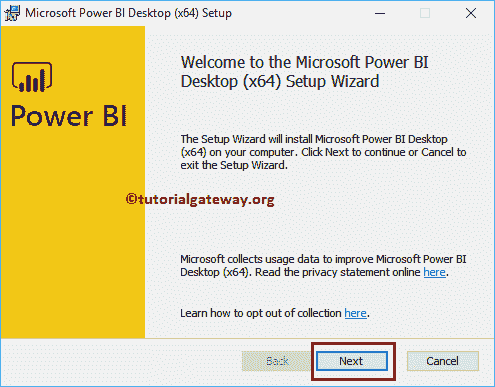 Microsoft Power BI Desktop (x64) Setup
Power BI
Welcome to the Microsoft Power BI
Desktop (x64) Setup Wizard
The Setup Wizard will install Microsoft Power BI Desktop
(x64) on your computer. Click Next to continue or Cancel to
exit the Setup Wizard.
©tutorialgateway.org
Microsoft collects usage data to improve Microsoft Power BI
Desktop (x64). Read the privacy statement online here.
Learn how to opt out of collection here.
Back Next Cancel